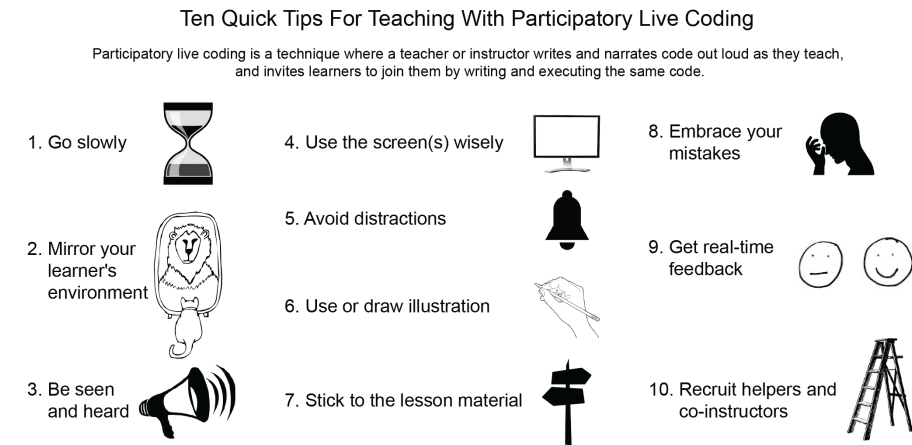 Ten Quick Tips For Teaching With Participatory Live Coding
Participatory live coding is a technique where a teacher or instructor writes and narrates code out loud as they teach,
and invites learners to join them by writing and executing the same code.
1. Go slowly
2. Mirror your
learner's
environment
3. Be seen
and heard
4. Use the screen(s) wisely
5. Avoid distractions
6. Use or draw illustration
7. Stick to the lesson material
8. Embrace your
mistakes
9. Get real-time
feedback
10. Recruit helpers and
co-instructors